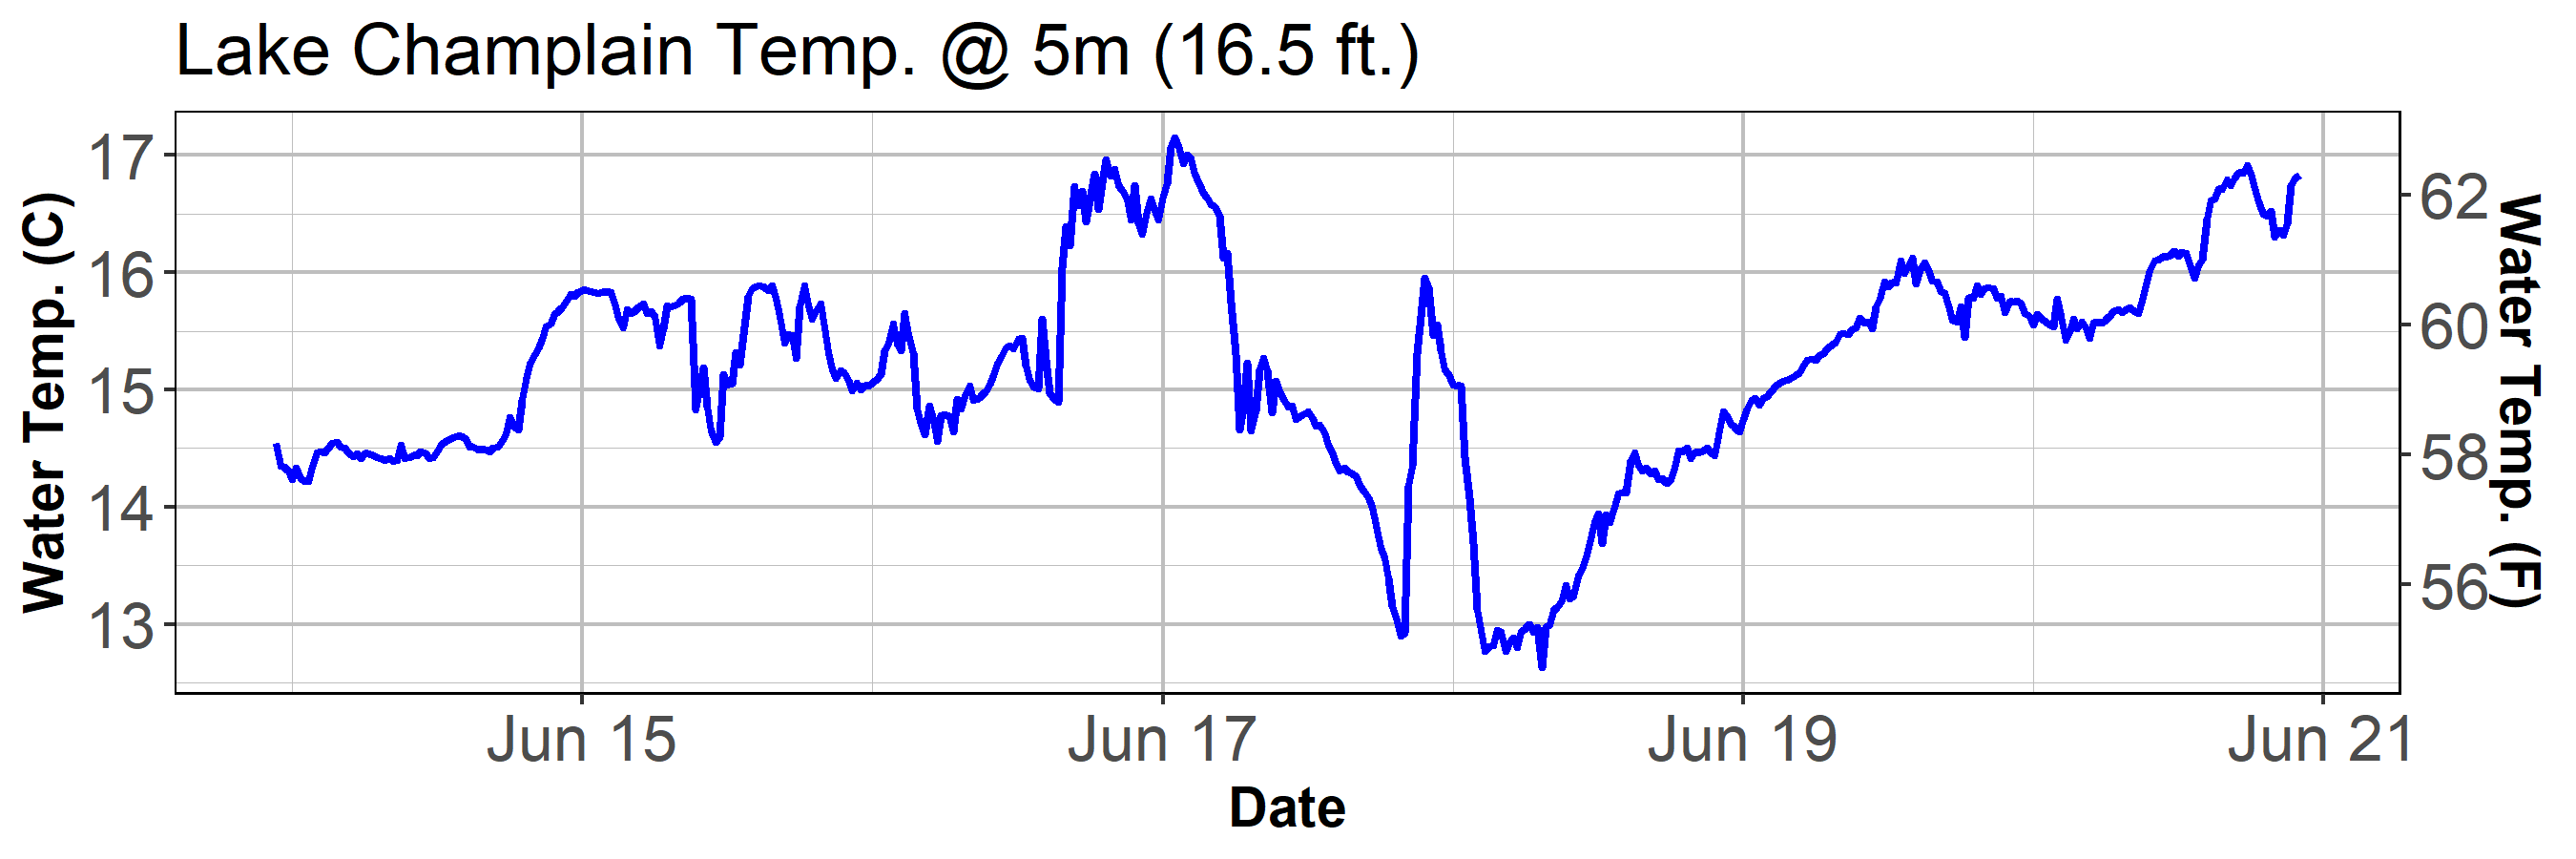 Lake Champlain Temp. @ 5m (16.5 ft.)
Water Temp. (C)
17
16
15
14
13
62
60
58
56
Water Temp. (F)
Jun 15
Jun 17
Jun 19
Jun 21
Date